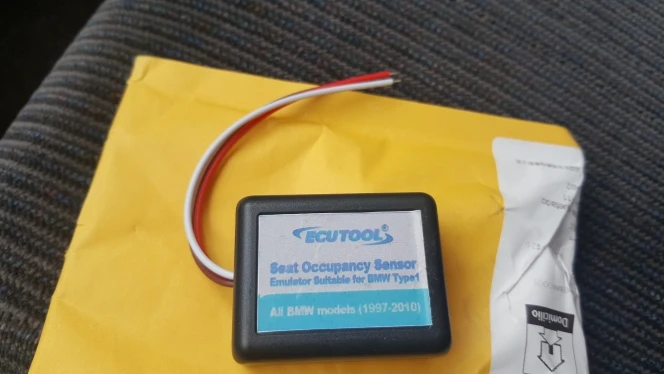 ECUTOOL®
Seat Occupancy Sensor
Emulator Suitable for BMW Type1
All BMW models (1997-2010)
Domicilio